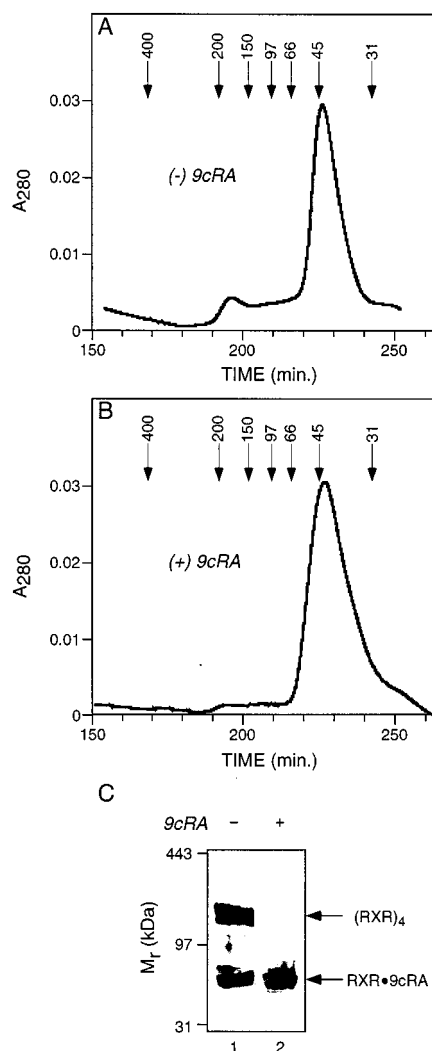 A
400 200 150 97 66 45 31
0.03
0.02
0.01
0
A280
(-) 9cRA
150 200 250
TIME (min.)
B
400 200 150 97 66 45 31
0.03
0.02
0.01
0
A280
(+) 9cRA
150 200 250
TIME (min.)
C
9cRA - +
443
97
31
Mr (kDa)
(RXR)4
RXR•9cRA
1 2